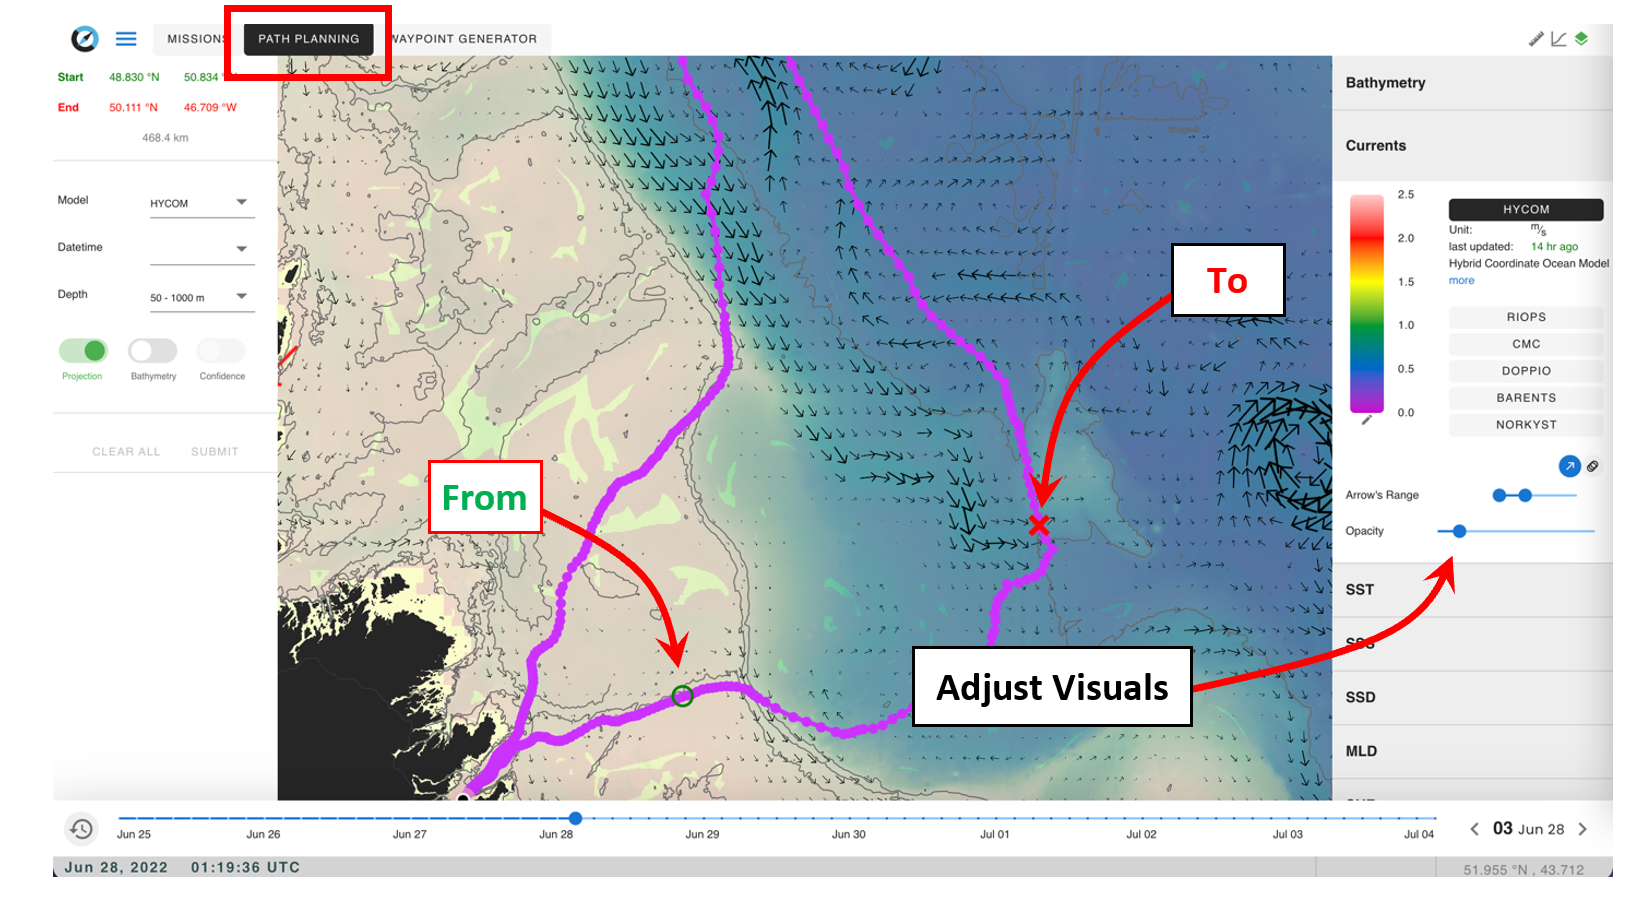 MISSIONS
PATH PLANNING
WAYPOINT GENERATOR
Start 48.830 °N 50.834 °W
End 50.111 °N 46.709 °W
468.4 km
Model HYCOM
Datetime
Depth 50 - 1000 m
Projection Bathymetry Confidence
CLEAR ALL SUBMIT
From
To
Adjust Visuals
Bathymetry
Currents
2.5
2.0
1.5
1.0
0.5
0.0
HYCOM
Unit: m/s
last updated: 14 hr ago
Hybrid Coordinate Ocean Model
more
RIOPS
CMC
DOPPIO
BARENTS
NORKYST
Arrow's Range
Opacity
SST
SSS
SSD
MLD
Jun 25 Jun 26 Jun 27 Jun 28 Jun 29 Jun 30 Jul 01 Jul 02 Jul 03 Jul 04
03 Jun 28
Jun 28, 2022 01:19:36 UTC
51.955 °N , 43.712